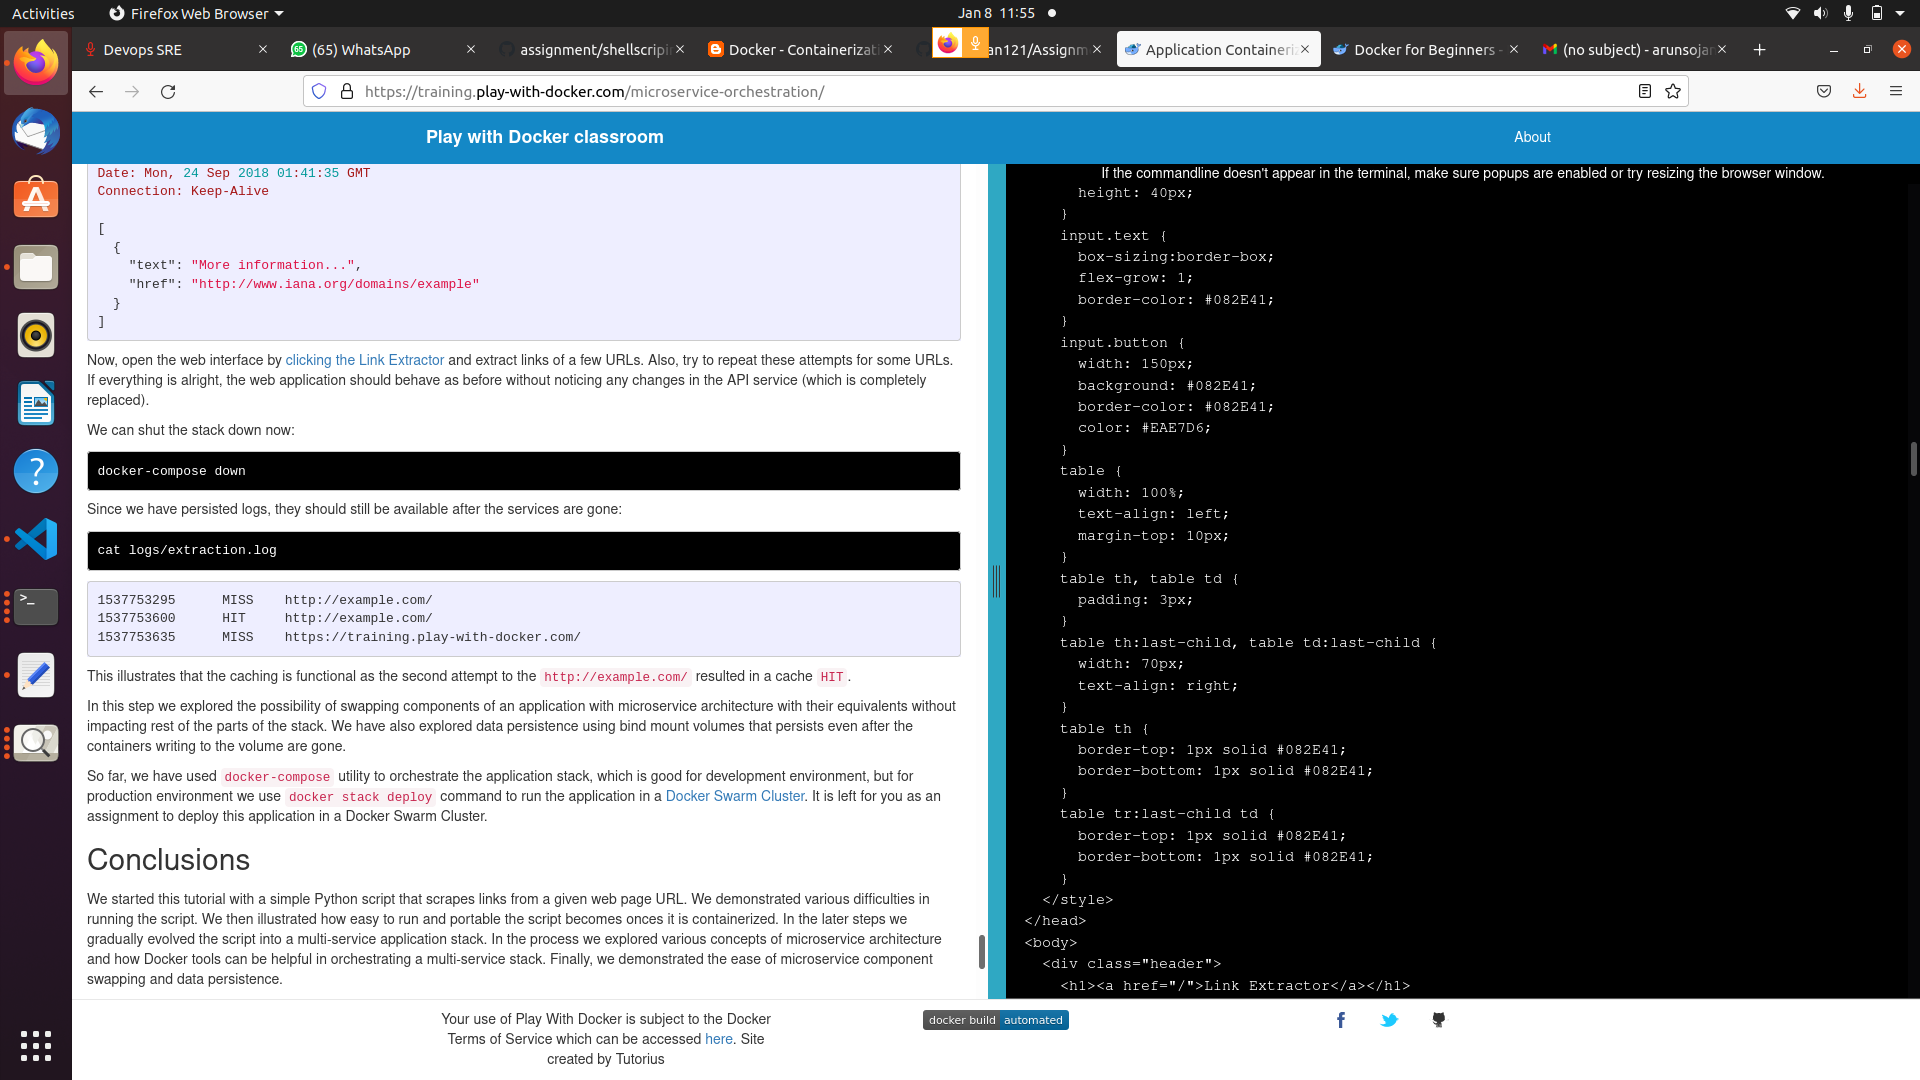 Activities
Firefox Web Browser
Jan 8 11:55
Devops SRE
(65) WhatsApp
assignment/shellscripi
Docker - Containerizati
an121/Assignm
Application Containeri
Docker for Beginners -
(no subject) - arunsojan
https://training.play-with-docker.com/microservice-orchestration/
Play with Docker classroom
About
Date: Mon, 24 Sep 2018 01:41:35 GMT
Connection: Keep-Alive
[
{
"text": "More information...",
"href": "http://www.iana.org/domains/example"
}
]
Now, open the web interface by clicking the Link Extractor and extract links of a few URLs. Also, try to repeat these attempts for some URLs.
If everything is alright, the web application should behave as before without noticing any changes in the API service (which is completely
replaced).
We can shut the stack down now:
docker-compose down
Since we have persisted logs, they should still be available after the services are gone:
cat logs/extraction.log
1537753295 MISS http://example.com/
1537753600 HIT http://example.com/
1537753635 MISS https://training.play-with-docker.com/
This illustrates that the caching is functional as the second attempt to the http://example.com/ resulted in a cache HIT.
In this step we explored the possibility of swapping components of an application with microservice architecture with their equivalents without
impacting rest of the parts of the stack. We have also explored data persistence using bind mount volumes that persists even after the
containers writing to the volume are gone.
So far, we have used docker-compose utility to orchestrate the application stack, which is good for development environment, but for
production environment we use docker stack deploy command to run the application in a Docker Swarm Cluster. It is left for you as an
assignment to deploy this application in a Docker Swarm Cluster.
Conclusions
We started this tutorial with a simple Python script that scrapes links from a given web page URL. We demonstrated various difficulties in
running the script. We then illustrated how easy to run and portable the script becomes onces it is containerized. In the later steps we
gradually evolved the script into a multi-service application stack. In the process we explored various concepts of microservice architecture
and how Docker tools can be helpful in orchestrating a multi-service stack. Finally, we demonstrated the ease of microservice component
swapping and data persistence.
If the commandline doesn't appear in the terminal, make sure popups are enabled or try resizing the browser window.
height: 40px;
}
input.text {
box-sizing:border-box;
flex-grow: 1;
border-color: #082E41;
}
input.button {
width: 150px;
background: #082E41;
border-color: #082E41;
color: #EAE7D6;
}
table {
width: 100%;
text-align: left;
margin-top: 10px;
}
table th, table td {
padding: 3px;
}
table th:last-child, table td:last-child {
width: 70px;
text-align: right;
}
table th {
border-top: 1px solid #082E41;
border-bottom: 1px solid #082E41;
}
table tr:last-child td {
border-top: 1px solid #082E41;
border-bottom: 1px solid #082E41;
}
</style>
</head>
<body>
<div class="header">
<h1><a href="/">Link Extractor</a></h1>
Your use of Play With Docker is subject to the Docker
Terms of Service which can be accessed here. Site
created by Tutorius
docker build automated